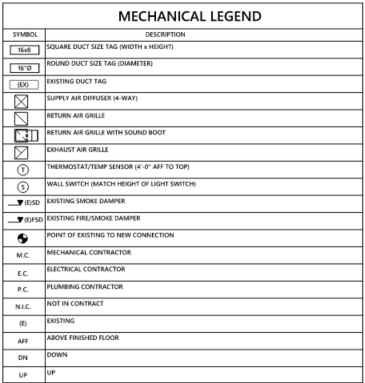 MECHANICAL LEGEND
SYMBOL DESCRIPTION
16x8 SQUARE DUCT SIZE TAG (WIDTH x HEIGHT)
16"Ø ROUND DUCT SIZE TAG (DIAMETER)
(EX) EXISTING DUCT TAG
SUPPLY AIR DIFFUSER (4-WAY)
RETURN AIR GRILLE
RETURN AIR GRILLE WITH SOUND BOOT
EXHAUST AIR GRILLE
T THERMOSTAT/TEMP SENSOR (4'-0" AFF TO TOP)
S WALL SWITCH (MATCH HEIGHT OF LIGHT SWITCH)
(E)SD EXISTING SMOKE DAMPER
(E)FSD EXISTING FIRE/SMOKE DAMPER
POINT OF EXISTING TO NEW CONNECTION
M.C. MECHANICAL CONTRACTOR
E.C. ELECTRICAL CONTRACTOR
P.C. PLUMBING CONTRACTOR
N.I.C. NOT IN CONTRACT
(E) EXISTING
AFF ABOVE FINISHED FLOOR
DN DOWN
UP UP